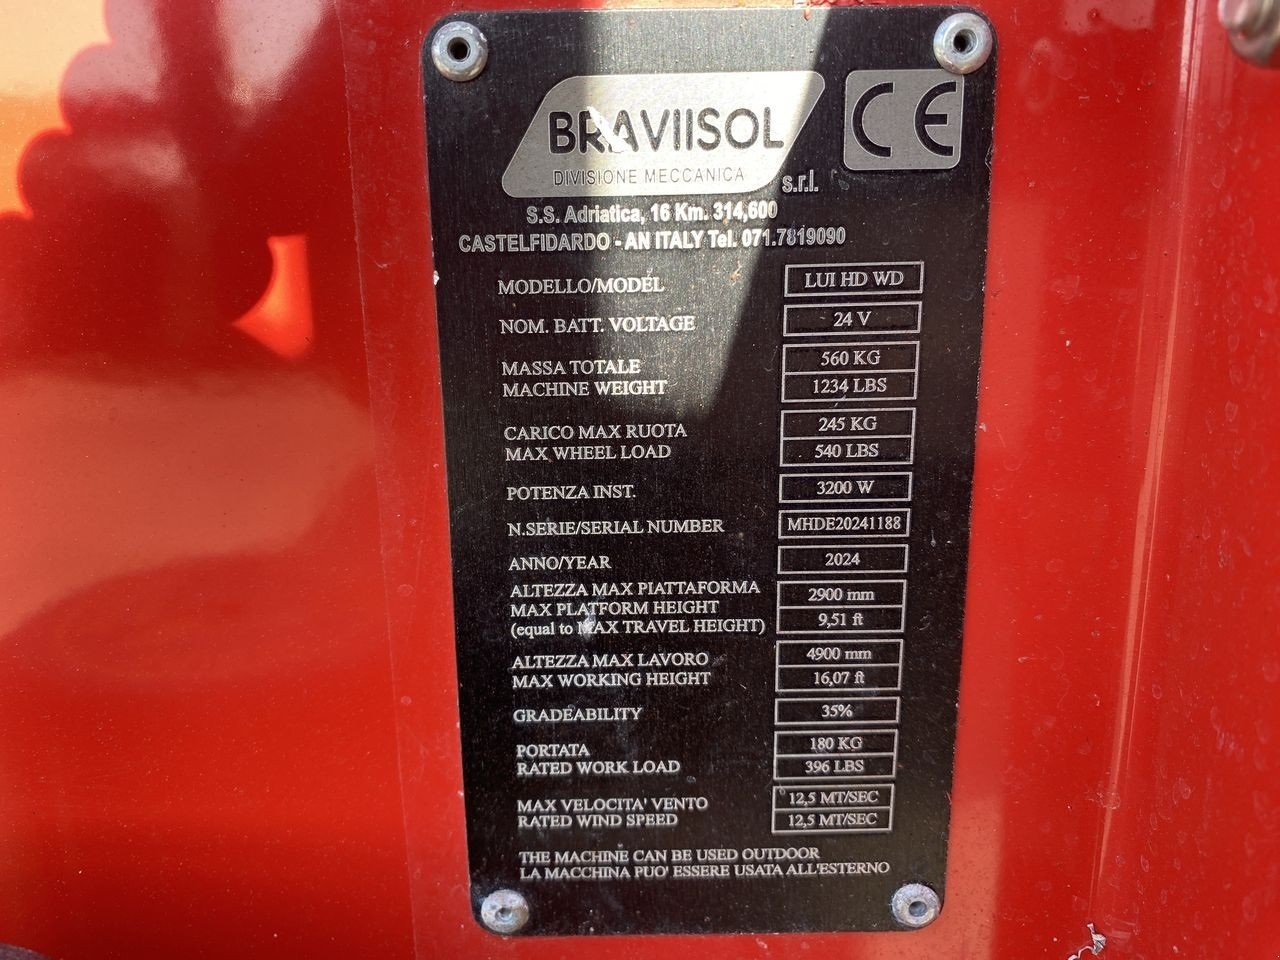 BRAVIISOL
DIVISIONE MECCANICA
s.r.l.
CE
S.S. Adriatica, 16 Km. 314,600
CASTELFIDARDO - AN ITALY Tel. 071.7819090
MODELLO/MODEL LUI HD WD
NOM. BATT. VOLTAGE 24 V
MASSA TOTALE 560 KG
MACHINE WEIGHT 1234 LBS
CARICO MAX RUOTA 245 KG
MAX WHEEL LOAD 540 LBS
POTENZA INST. 3200 W
N.SERIE/SERIAL NUMBER MHDE20241188
ANNO/YEAR 2024
ALTEZZA MAX PIATTAFORMA 2900 mm
MAX PLATFORM HEIGHT
(equal to MAX TRAVEL HEIGHT) 9,51 ft
ALTEZZA MAX LAVORO 4900 mm
MAX WORKING HEIGHT 16,07 ft
GRADEABILITY 35%
PORTATA 180 KG
RATED WORK LOAD 396 LBS
MAX VELOCITA' VENTO 12,5 MT/SEC
RATED WIND SPEED 12,5 MT/SEC
THE MACHINE CAN BE USED OUTDOOR
LA MACCHINA PUO' ESSERE USATA ALL'ESTERNO